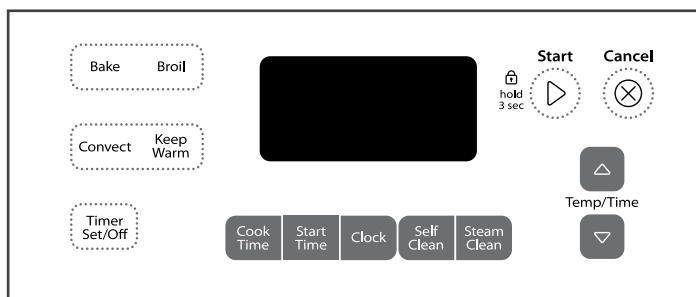 Bake Broil
Convect Keep
Warm
Timer
Set/Off
hold
3 sec
Start
Cancel
Temp/Time
Cook
Time
Start
Time
Clock
Self
Clean
Steam
Clean